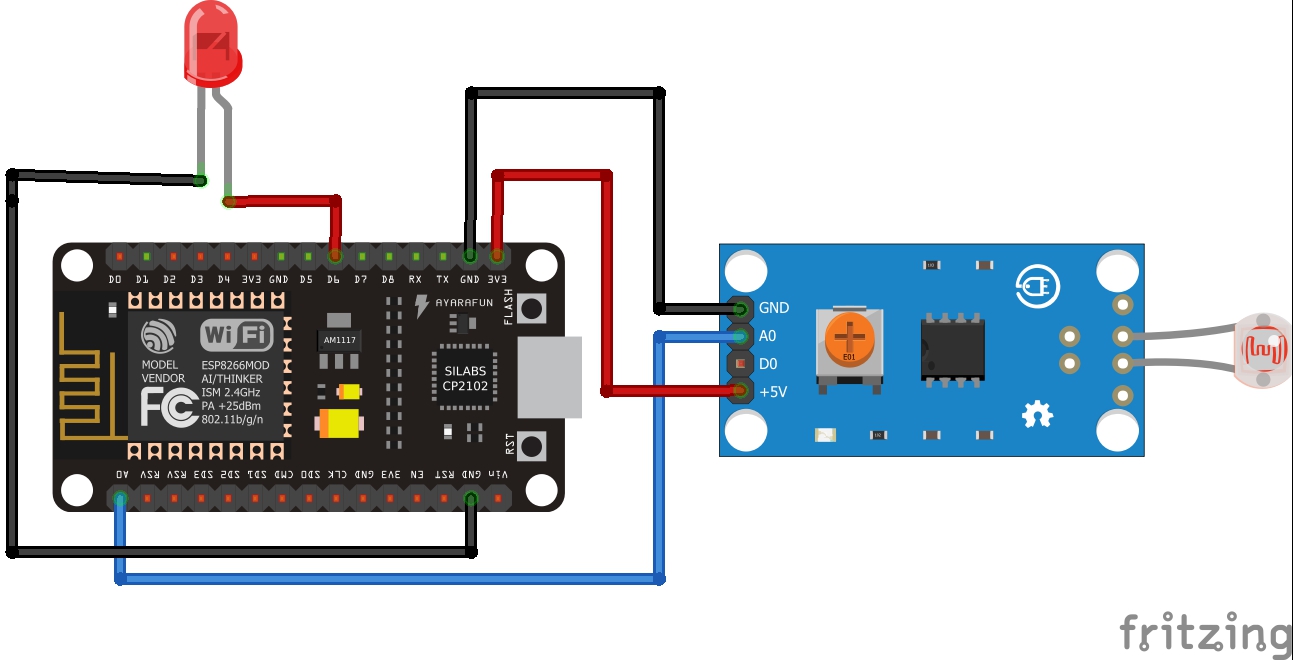 D0 D1 D2 D3 D4 3V3 GND D5 D6 D7 D8 RX TX GND 3V3
AYARAFUN
FLASH
WiFi
AM1117
MODEL
VENDOR
ESP8266MOD
AI/THINKER
ISM 2.4GHz
PA +25dBm
802.11b/g/n
FC
SILABS
CP2102
RST
A0 RSV RSV SD3 SD2 SD1 CMD SD0 CLK GND 3V3 EN RST GND Vin
GND
A0
D0
+5V
E01
fritzing